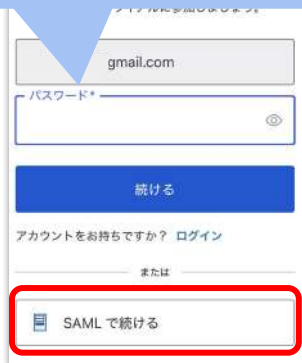 gmail.com
パスワード*
続ける
アカウントをお持ちですか? ログイン
または
SAML で続ける